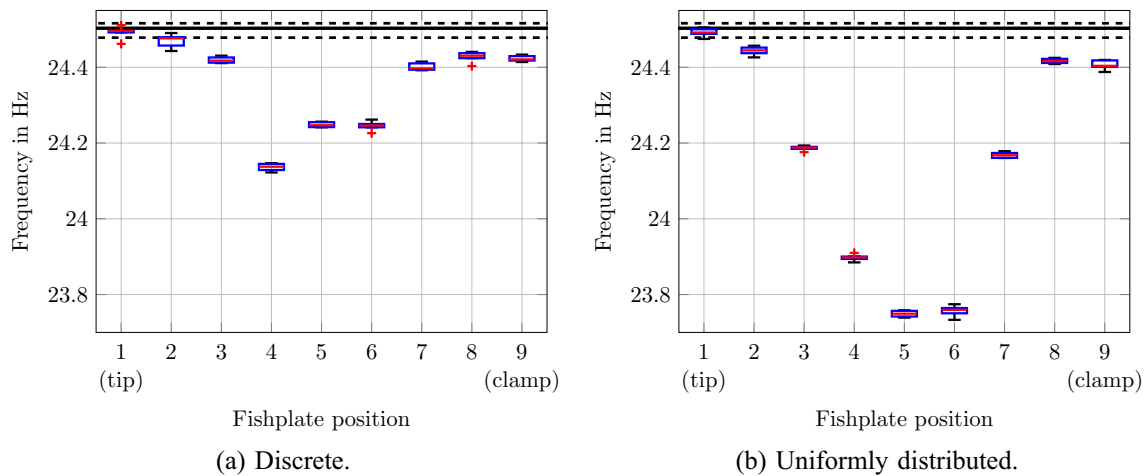 24.4
24.2
24
23.8
Frequency in Hz
1 2 3 4 5 6 7 8 9
(tip) (clamp)
Fishplate position
(a) Discrete.
24.4
24.2
24
23.8
Frequency in Hz
1 2 3 4 5 6 7 8 9
(tip) (clamp)
Fishplate position
(b) Uniformly distributed.